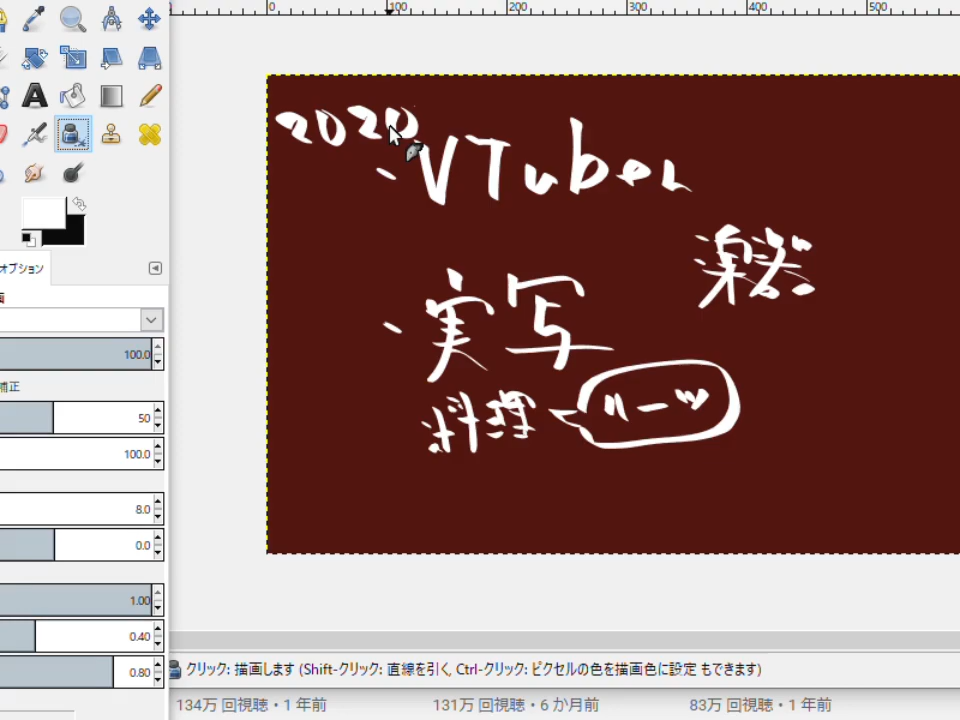 0 100 200 300 400 500
2020
・VTuber
楽器
・実写
料理
ルーツ
オプション
100.0
補正
50
100.0
8.0
0.0
1.00
0.40
0.80
クリック: 描画します (Shift-クリック: 直線を引く, Ctrl-クリック: ピクセルの色を描画色に設定 もできます)
134万 回視聴・1 年前 131万 回視聴・6 か月前 83万 回視聴・1 年前